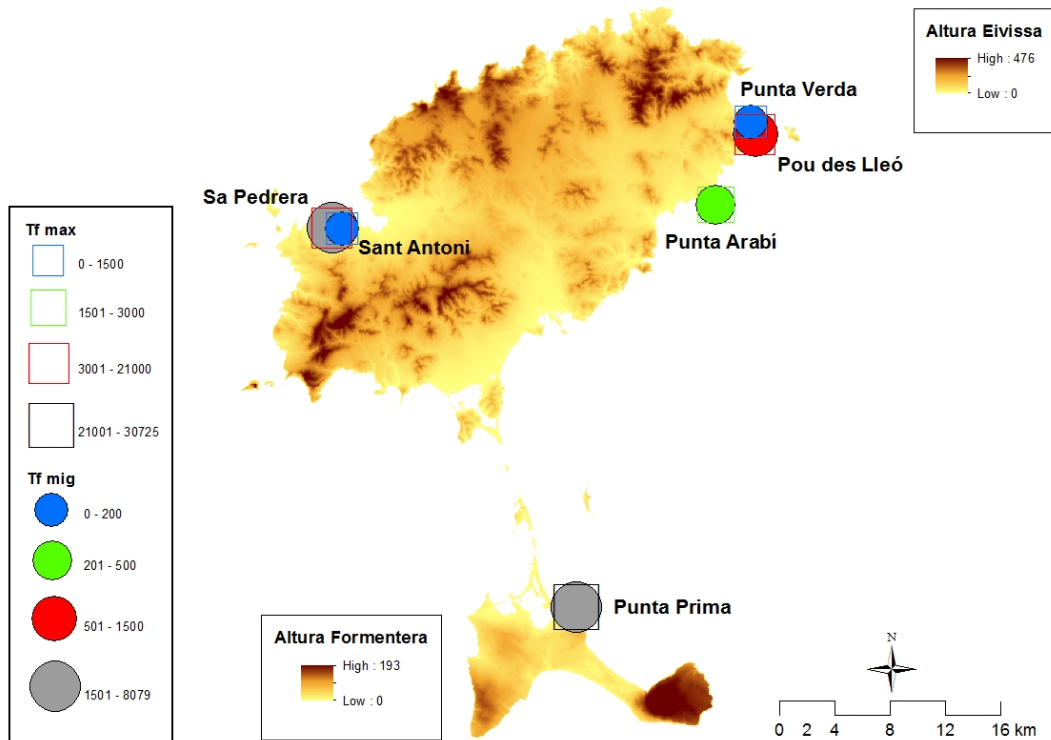 Altura Eivissa
High : 476
Low : 0
Punta Verda
Pou des Lleó
Sa Pedrera
Sant Antoni
Punta Arabí
Tf max
0 - 1500
1501 - 3000
3001 - 21000
21001 - 30725
Tf mig
0 - 200
201 - 500
501 - 1500
1501 - 8079
Punta Prima
Altura Formentera
High : 193
Low : 0
N
0 2 4 8 12 16 km